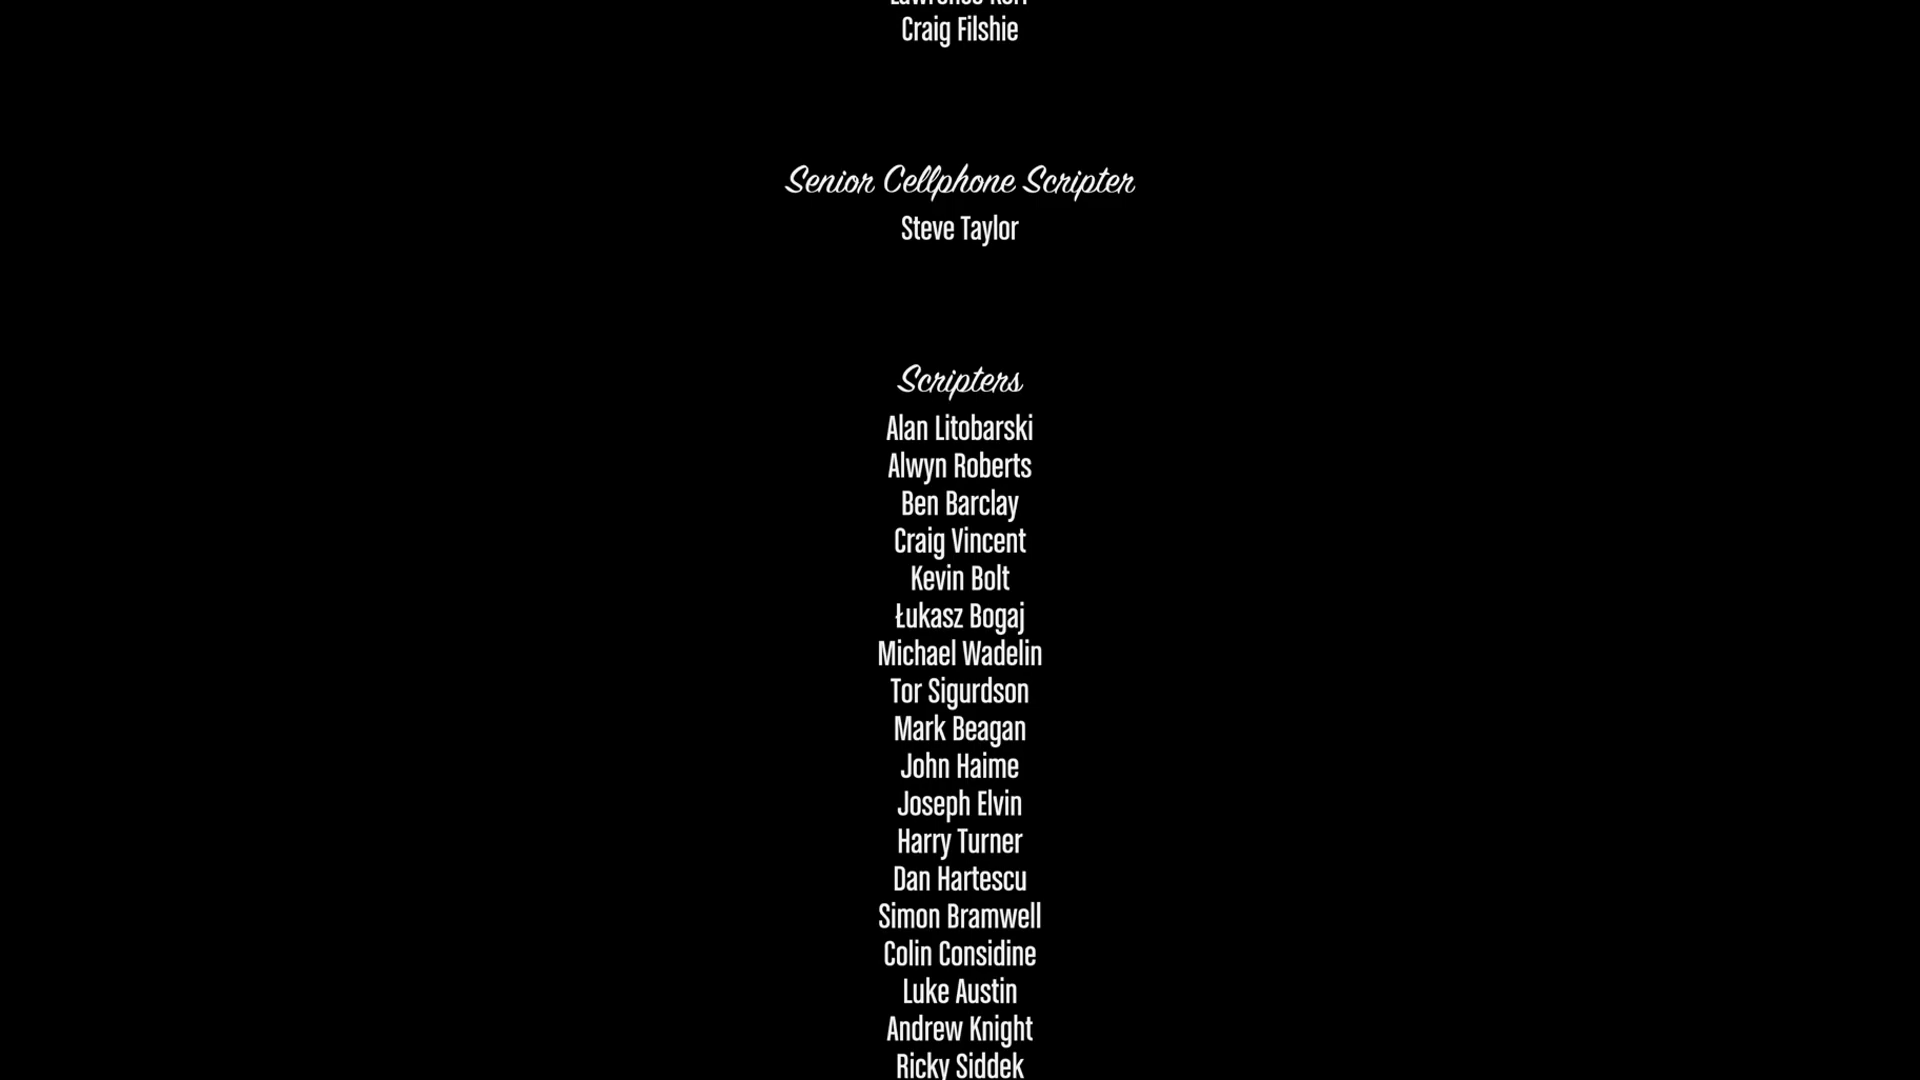 Craig Filshie
Senior Cellphone Scripter
Steve Taylor
Scripters
Alan Litobarski
Alwyn Roberts
Ben Barclay
Craig Vincent
Kevin Bolt
Łukasz Bogaj
Michael Wadelin
Tor Sigurdson
Mark Beagan
John Haime
Joseph Elvin
Harry Turner
Dan Hartescu
Simon Bramwell
Colin Considine
Luke Austin
Andrew Knight
Ricky Siddek